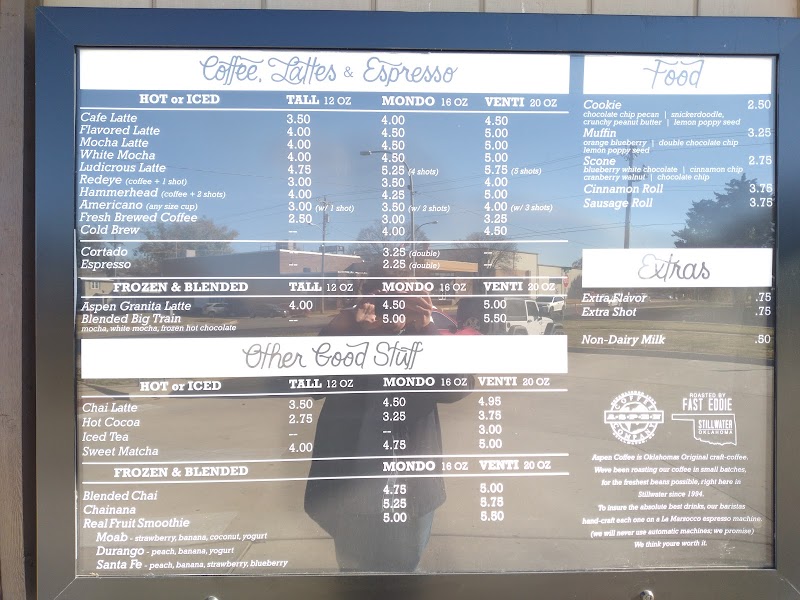 Coffee, Lattes & Espresso
HOT or ICED TALL 12 OZ MONDO 16 OZ VENTI 20 OZ
Cafe Latte 3.50 4.00 4.50
Flavored Latte 4.00 4.50 5.00
Mocha Latte 4.00 4.50 5.00
White Mocha 4.00 4.50 5.00
Ludicrous Latte 4.75 5.25 (4 shots) 5.75 (5 shots)
Redeye (coffee + 1 shot) 3.00 3.50 4.00
Hammerhead (coffee + 2 shots) 4.00 4.25 5.00
Americano (any size cup) 3.00 (w/ 1 shot) 3.50 (w/ 2 shots) 4.00 (w/ 3 shots)
Fresh Brewed Coffee 2.50 3.00 3.25
Cold Brew -- 4.00 4.50
Cortado -- 3.25 (double) --
Espresso -- 2.25 (double) --
FROZEN & BLENDED TALL 12 OZ MONDO 16 OZ VENTI 20 OZ
Aspen Granita Latte 4.00 4.50 5.00
Blended Big Train -- 5.00 5.50
mocha, white mocha, frozen hot chocolate
Other Good Stuff
HOT or ICED TALL 12 OZ MONDO 16 OZ VENTI 20 OZ
Chai Latte 3.50 4.50 4.95
Hot Cocoa 2.75 3.25 3.75
Iced Tea -- -- 3.00
Sweet Matcha 4.00 4.75 5.00
FROZEN & BLENDED MONDO 16 OZ VENTI 20 OZ
Blended Chai 4.75 5.00
Chainana 5.25 5.75
Real Fruit Smoothie 5.00 5.50
Moab - strawberry, banana, coconut, yogurt
Durango - peach, banana, yogurt
Santa Fe - peach, banana, strawberry, blueberry
Food
Cookie 2.50
chocolate chip pecan | snickerdoodle,
crunchy peanut butter | lemon poppy seed
Muffin 3.25
orange blueberry | double chocolate chip
lemon poppy seed
Scone 2.75
blueberry white chocolate | cinnamon chip
cranberry walnut | chocolate chip
Cinnamon Roll 3.75
Sausage Roll 3.75
Extras
Extra Flavor .75
Extra Shot .75
Non-Dairy Milk .50
COFFEE
ASPEN
COMPANY
ROASTED BY
FAST EDDIE
STILLWATER
OKLAHOMA
Aspen Coffee is Oklahomas Original craft-coffee.
Weve been roasting our coffee in small batches,
for the freshest beans possible, right here in
Stillwater since 1994.
To insure the absolute best drinks, our baristas
hand-craft each one on a La Marzocco espresso machine.
(we will never use automatic machines; we promise)
We think youre worth it.